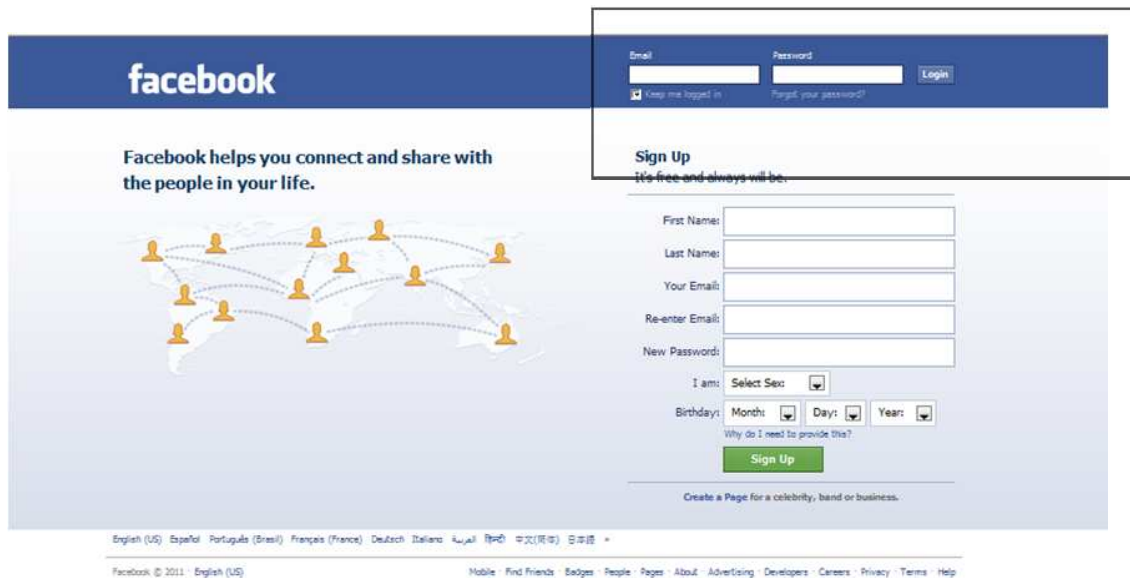 Email Password
Login
facebook
Keep me logged in Forgot your password?
Facebook helps you connect and share with
the people in your life.
Sign Up
It's free and always will be.
First Name:
Last Name:
Your Email:
Re-enter Email:
New Password:
I am: Select Sex:
Birthday: Month: Day: Year:
Why do I need to provide this?
Sign Up
Create a Page for a celebrity, band or business.
English (US) Español Português (Brasil) Français (France) Deutsch Italiano العربية हिन्दी 中文(简体) 日本語 »
Facebook © 2011 · English (US) Mobile · Find Friends · Badges · People · Pages · About · Advertising · Developers · Careers · Privacy · Terms · Help